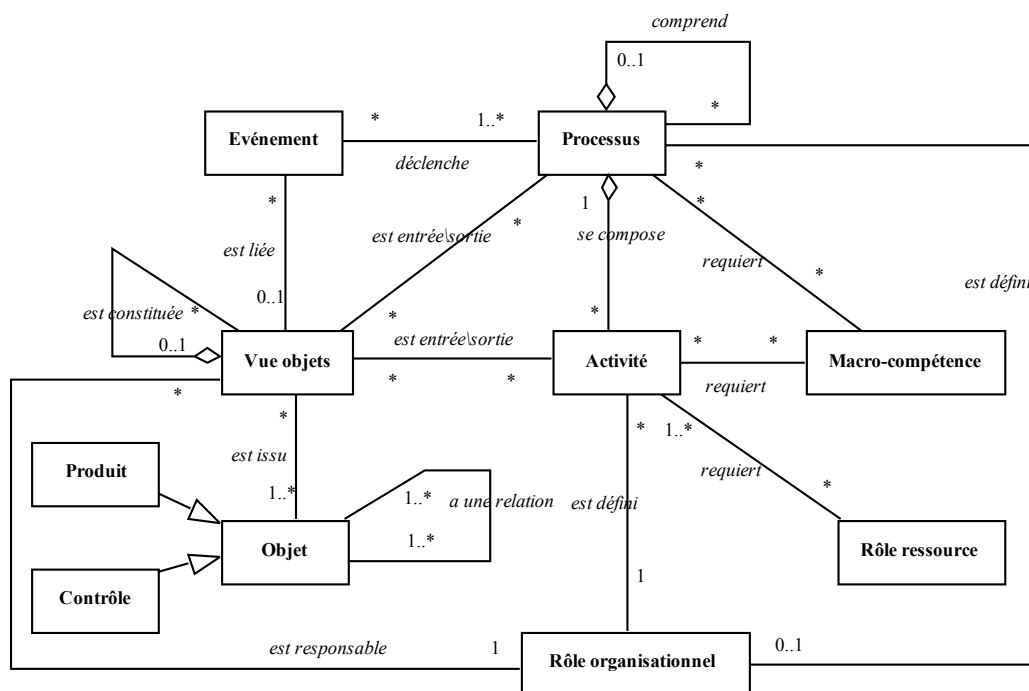 comprend
0..1
*
Evénement
*
1..*
Processus
déclenche
*
*
1
*
*
est entrée\sortie
se compose
requiert
*
est liée
est défini
0..1
*
est constituée
*
*
0..1
Vue objets
est entrée\sortie
Activité
*
*
Macro-compétence
*
*
*
requiert
*
*
1..*
Produit
est issu
requiert
1..*
1..*
a une relation
est défini
*
1..*
Objet
Rôle ressource
Contrôle
1
est responsable
1
Rôle organisationnel
0..1